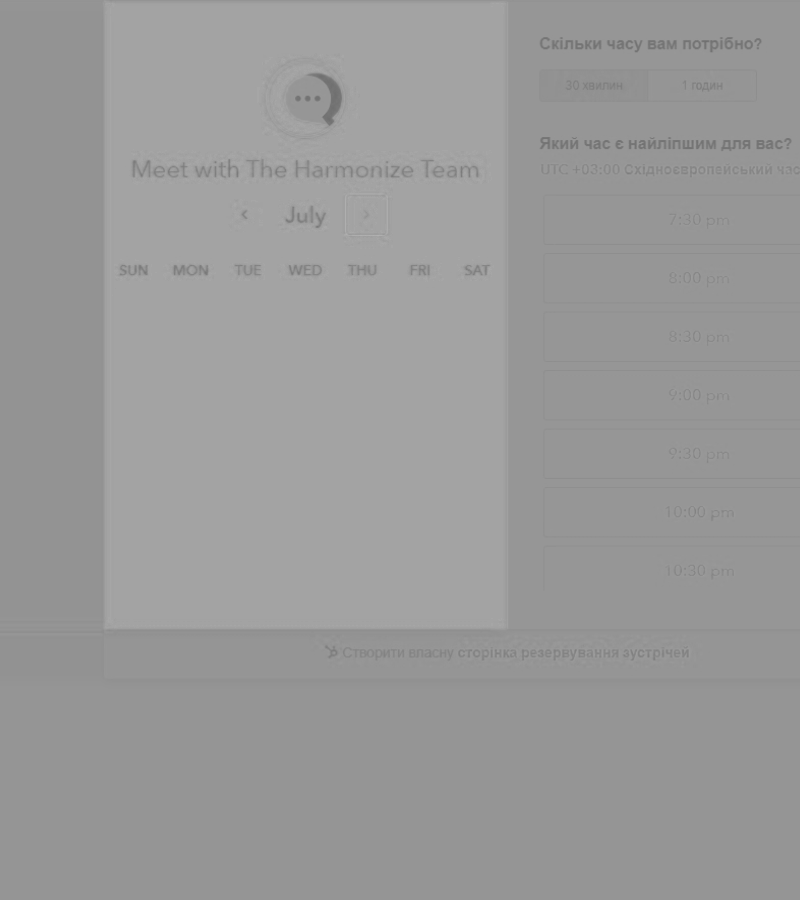 Meet with The Harmonize Team
July
SUN MON TUE WED THU FRI SAT
Скільки часу вам потрібно?
30 хвилин 1 годин
Який час є найліпшим для вас?
UTC +03:00 Східноєвропейський час
7:30 pm
8:00 pm
8:30 pm
9:00 pm
9:30 pm
10:00 pm
10:30 pm
Створити власну сторінка резервування зустрічей